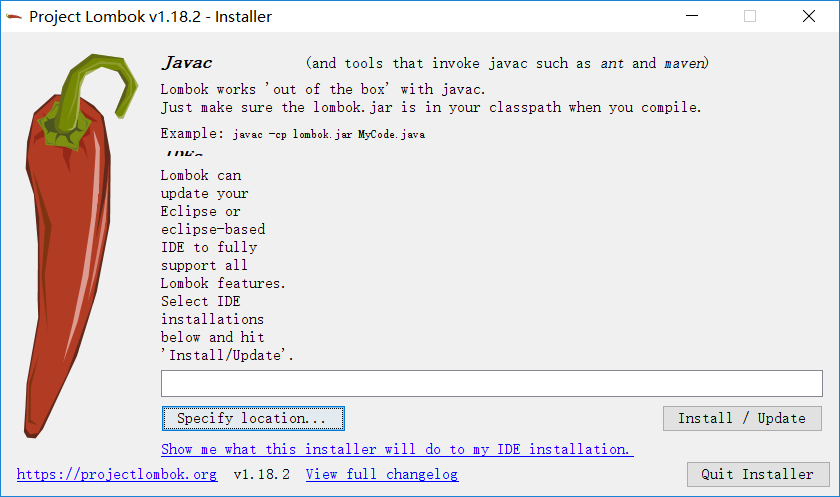 Project Lombok v1.18.2 - Installer
Javac (and tools that invoke javac such as ant and maven)
Lombok works 'out of the box' with javac.
Just make sure the lombok.jar is in your classpath when you compile.
Example: javac -cp lombok.jar MyCode.java
IDEs
Lombok can
update your
Eclipse or
eclipse-based
IDE to fully
support all
Lombok features.
Select IDE
installations
below and hit
'Install/Update'.
Specify location... Install / Update
Show me what this installer will do to my IDE installation.
https://projectlombok.org v1.18.2 View full changelog Quit Installer